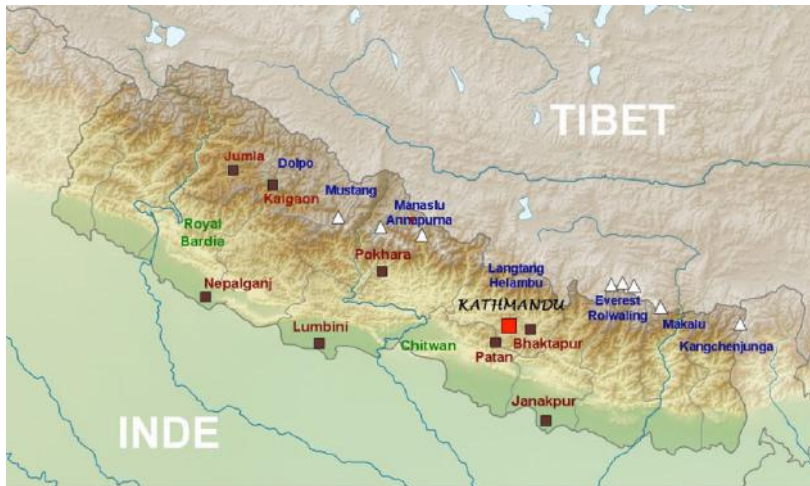 TIBET
Jumla
Dolpo
Kaigaon
Mustang
Manaslu
Annapurna
Royal
Bardia
Pokhara
Langtang
Helambu
Nepalganj
KATHMANDU
Everest
Rolwaling
Makalu
Lumbini
Chitwan
Patan
Bhaktapur
Kangchenjunga
Janakpur
INDE